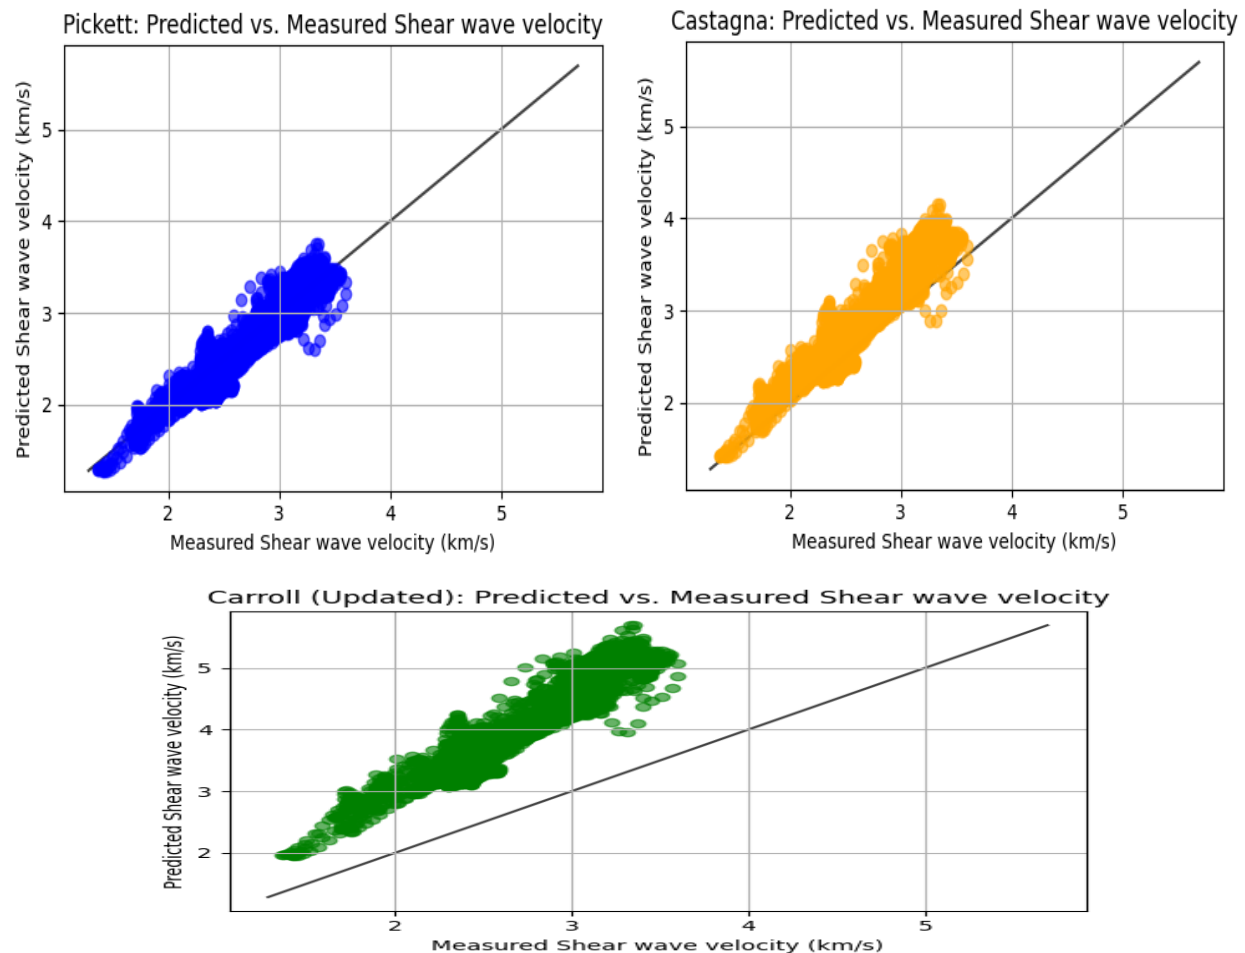 Pickett: Predicted vs. Measured Shear wave velocity
Predicted Shear wave velocity (km/s)
5
4
3
2
2 3 4 5
Measured Shear wave velocity (km/s)
Castagna: Predicted vs. Measured Shear wave velocity
Predicted Shear wave velocity (km/s)
5
4
3
2
2 3 4 5
Measured Shear wave velocity (km/s)
Carroll (Updated): Predicted vs. Measured Shear wave velocity
Predicted Shear wave velocity (km/s)
5
4
3
2
2 3 4 5
Measured Shear wave velocity (km/s)